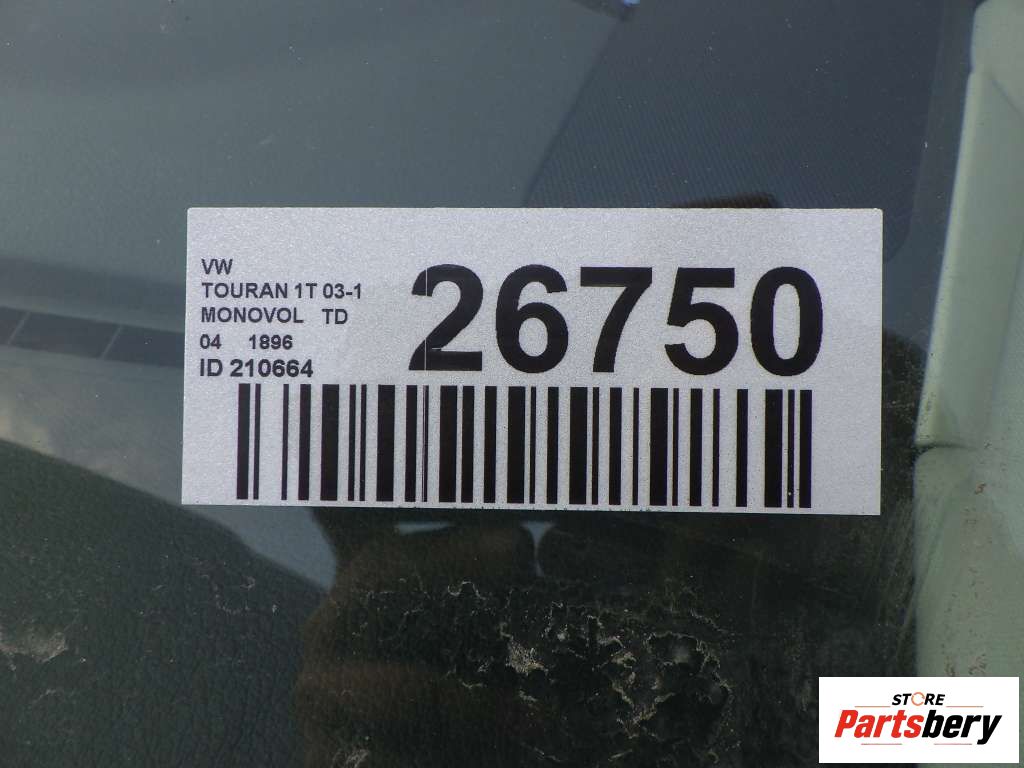 VW
TOURAN 1T 03-1
MONOVOL TD
04 1896
ID 210664
26750
STORE
Partsbery